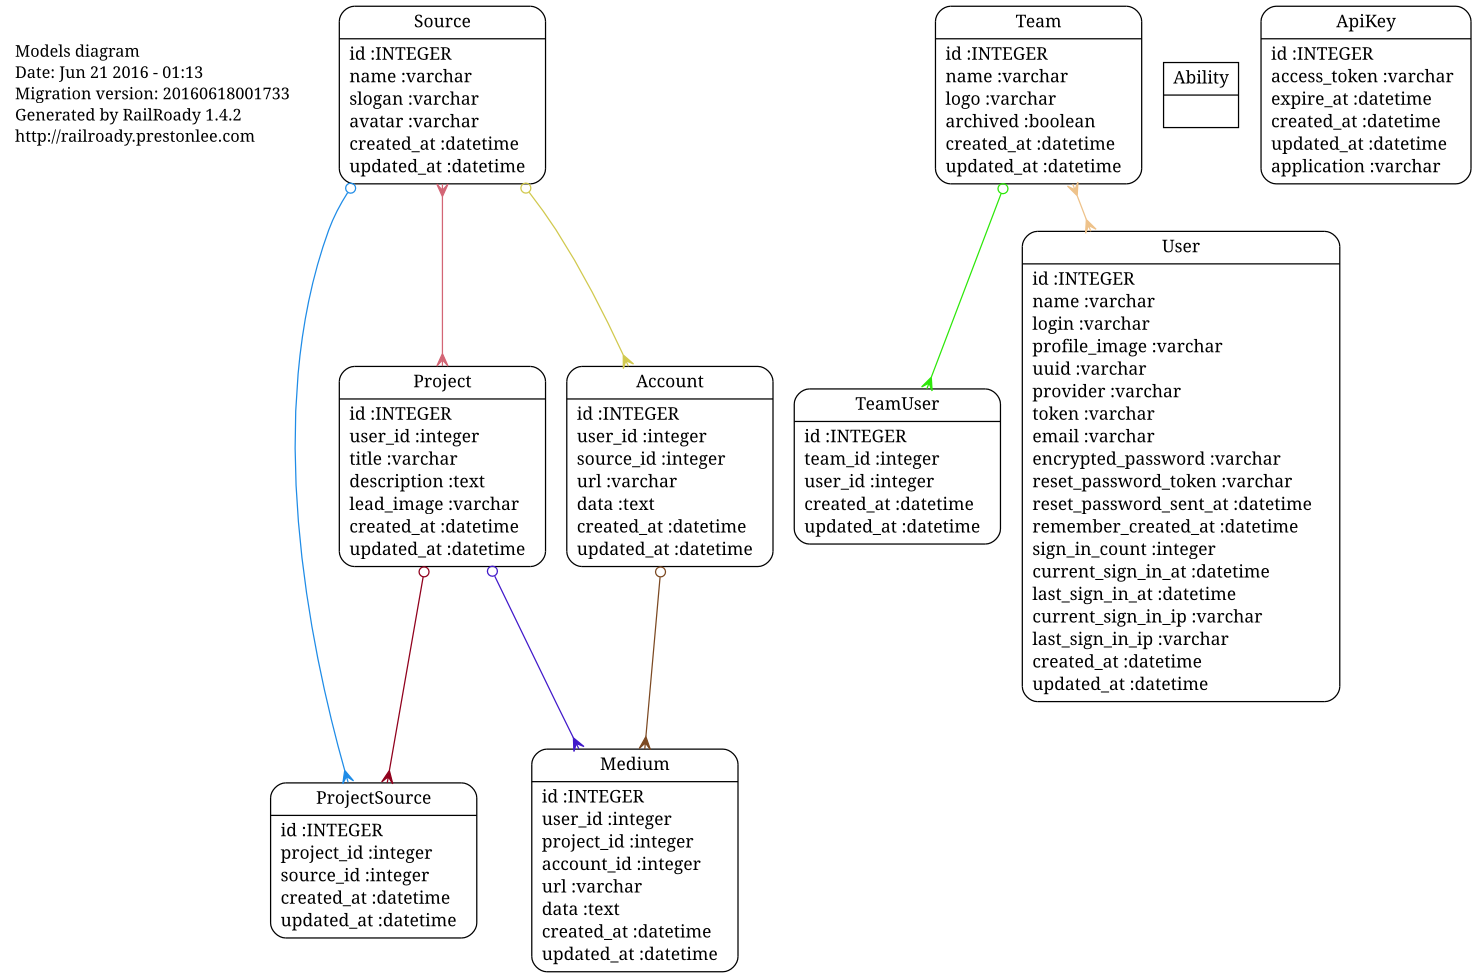 Models diagram
Date: Jun 21 2016 - 01:13
Migration version: 20160618001733
Generated by RailRoady 1.4.2
http://railroady.prestonlee.com
Source
id :INTEGER
name :varchar
slogan :varchar
avatar :varchar
created_at :datetime
updated_at :datetime
Team
id :INTEGER
name :varchar
logo :varchar
archived :boolean
created_at :datetime
updated_at :datetime
Ability
ApiKey
id :INTEGER
access_token :varchar
expire_at :datetime
created_at :datetime
updated_at :datetime
application :varchar
User
id :INTEGER
name :varchar
login :varchar
profile_image :varchar
uuid :varchar
provider :varchar
token :varchar
email :varchar
encrypted_password :varchar
reset_password_token :varchar
reset_password_sent_at :datetime
remember_created_at :datetime
sign_in_count :integer
current_sign_in_at :datetime
last_sign_in_at :datetime
current_sign_in_ip :varchar
last_sign_in_ip :varchar
created_at :datetime
updated_at :datetime
Project
id :INTEGER
user_id :integer
title :varchar
description :text
lead_image :varchar
created_at :datetime
updated_at :datetime
Account
id :INTEGER
user_id :integer
source_id :integer
url :varchar
data :text
created_at :datetime
updated_at :datetime
TeamUser
id :INTEGER
team_id :integer
user_id :integer
created_at :datetime
updated_at :datetime
ProjectSource
id :INTEGER
project_id :integer
source_id :integer
created_at :datetime
updated_at :datetime
Medium
id :INTEGER
user_id :integer
project_id :integer
account_id :integer
url :varchar
data :text
created_at :datetime
updated_at :datetime